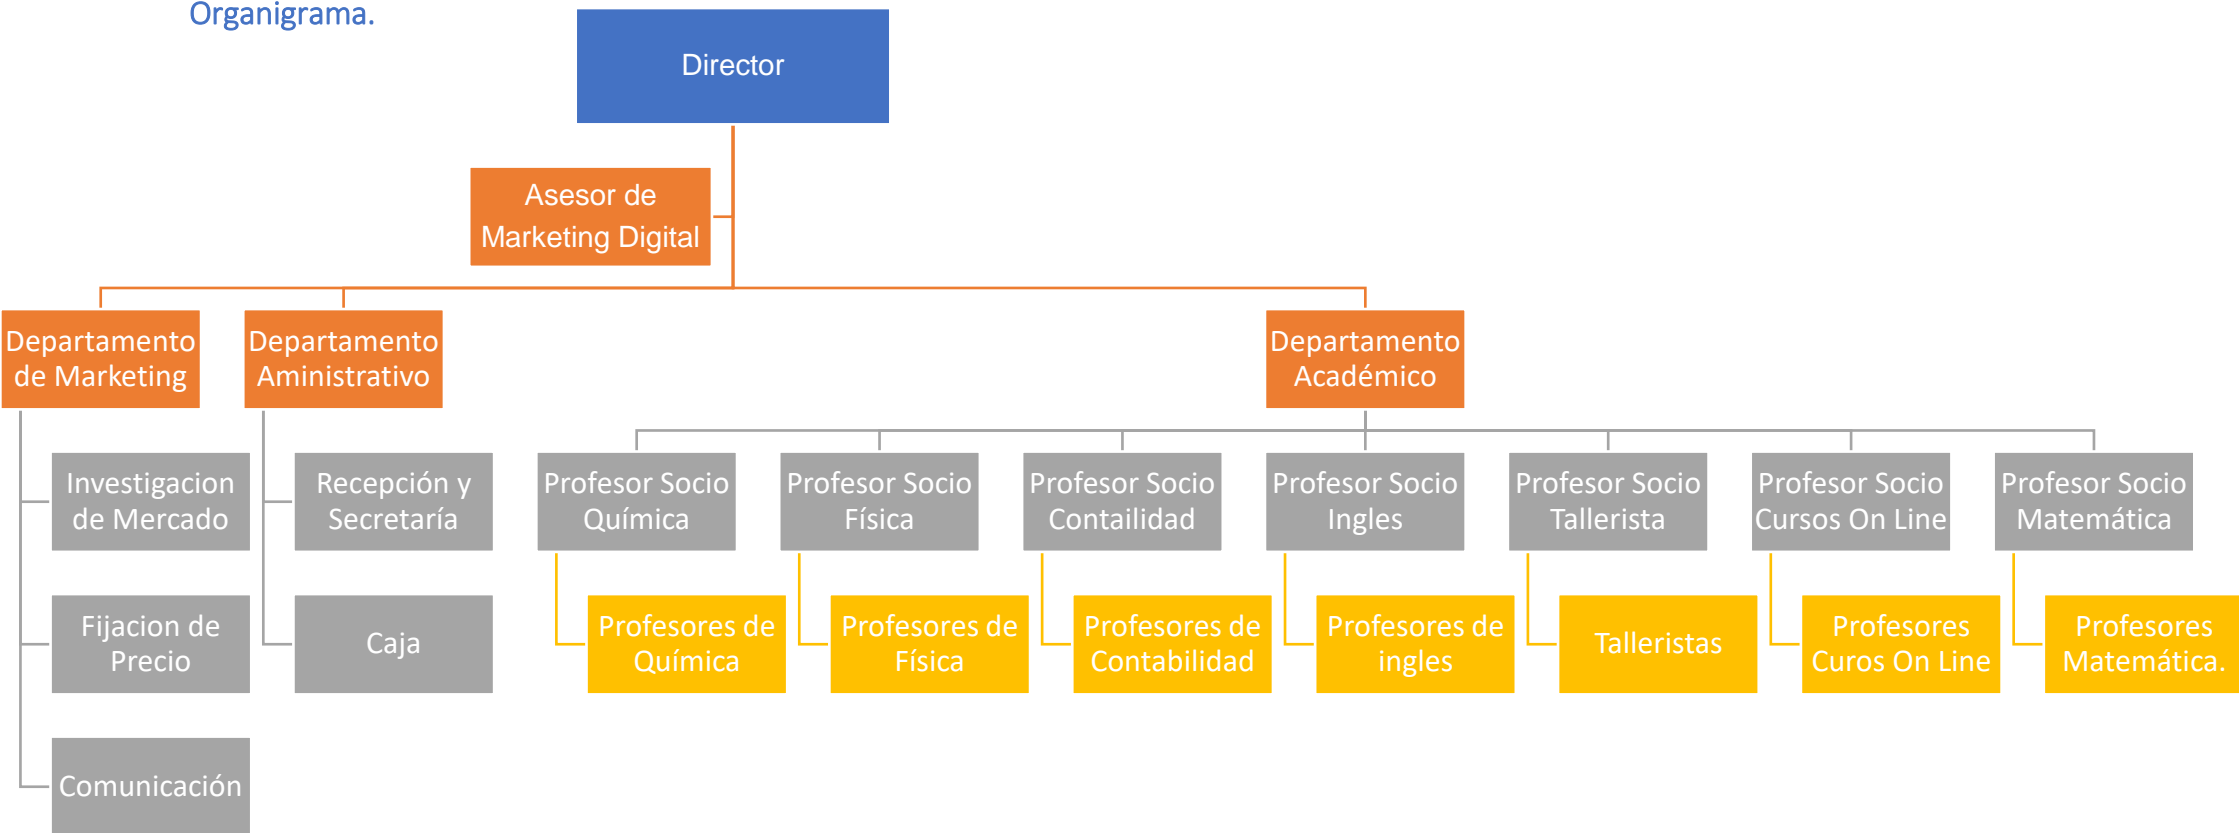 Organigrama.
Director
Asesor de
Marketing Digital
Departamento
de Marketing
Departamento
Aministrativo
Departamento
Académico
Investigacion
de Mercado
Recepción y
Secretaría
Profesor Socio
Química
Profesor Socio
Física
Profesor Socio
Contailidad
Profesor Socio
Ingles
Profesor Socio
Tallerista
Profesor Socio
Cursos On Line
Profesor Socio
Matemática
Fijacion de
Precio
Caja
Profesores de
Química
Profesores de
Física
Profesores de
Contabilidad
Profesores de
ingles
Talleristas
Profesores
Curos On Line
Profesores
Matemática.
Comunicación